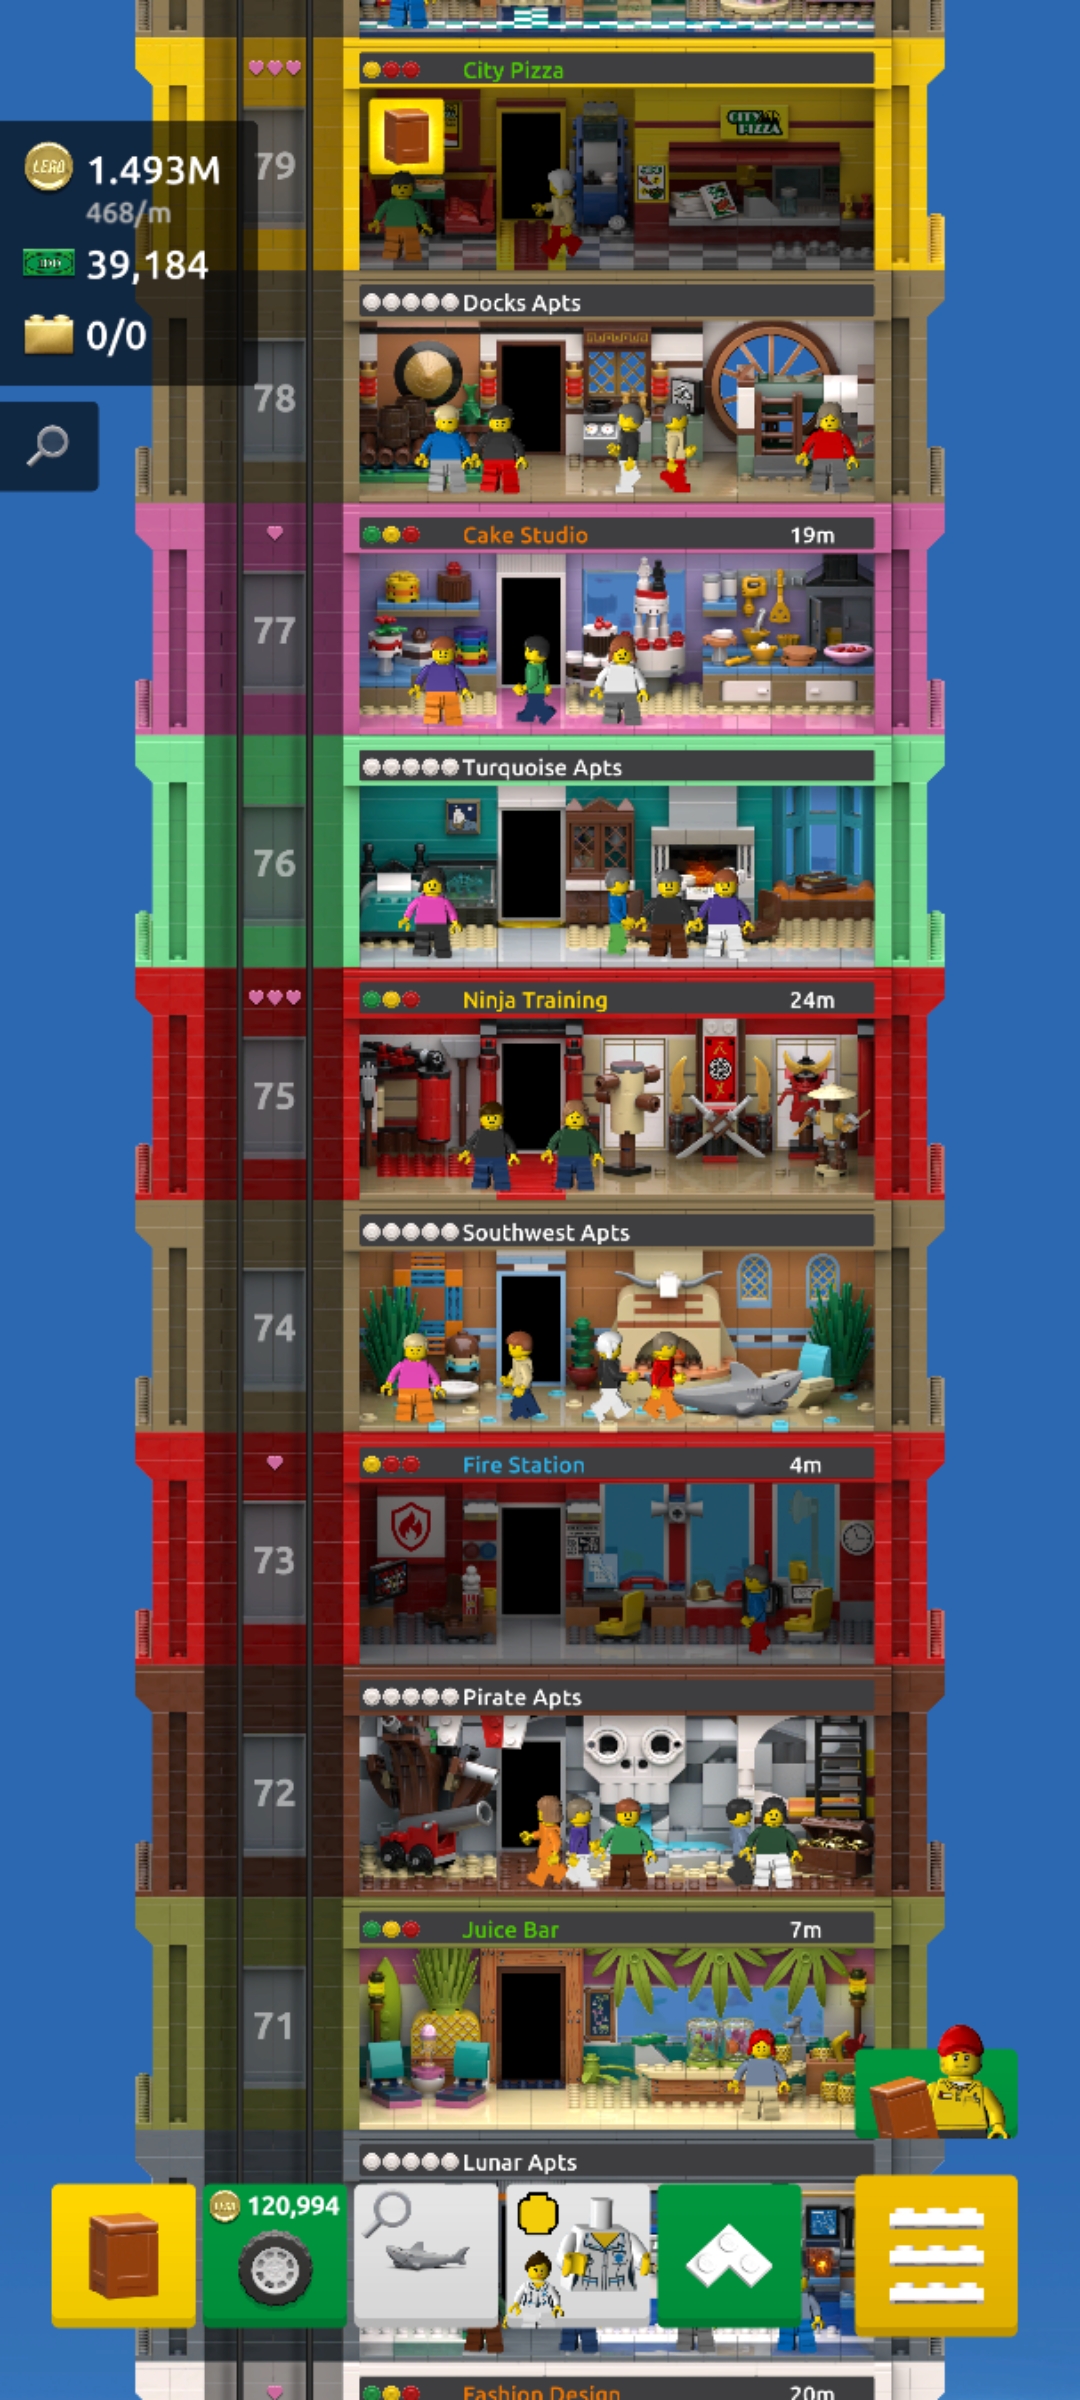 City Pizza
79
CITY PIZZA
LEGO 1.493M
468/m
39,184
0/0
Docks Apts
78
Cake Studio 19m
77
Turquoise Apts
76
Ninja Training 24m
75
Southwest Apts
74
Fire Station 4m
73
Pirate Apts
72
Juice Bar 7m
71
Lunar Apts
120,994
Fashion Design 20m